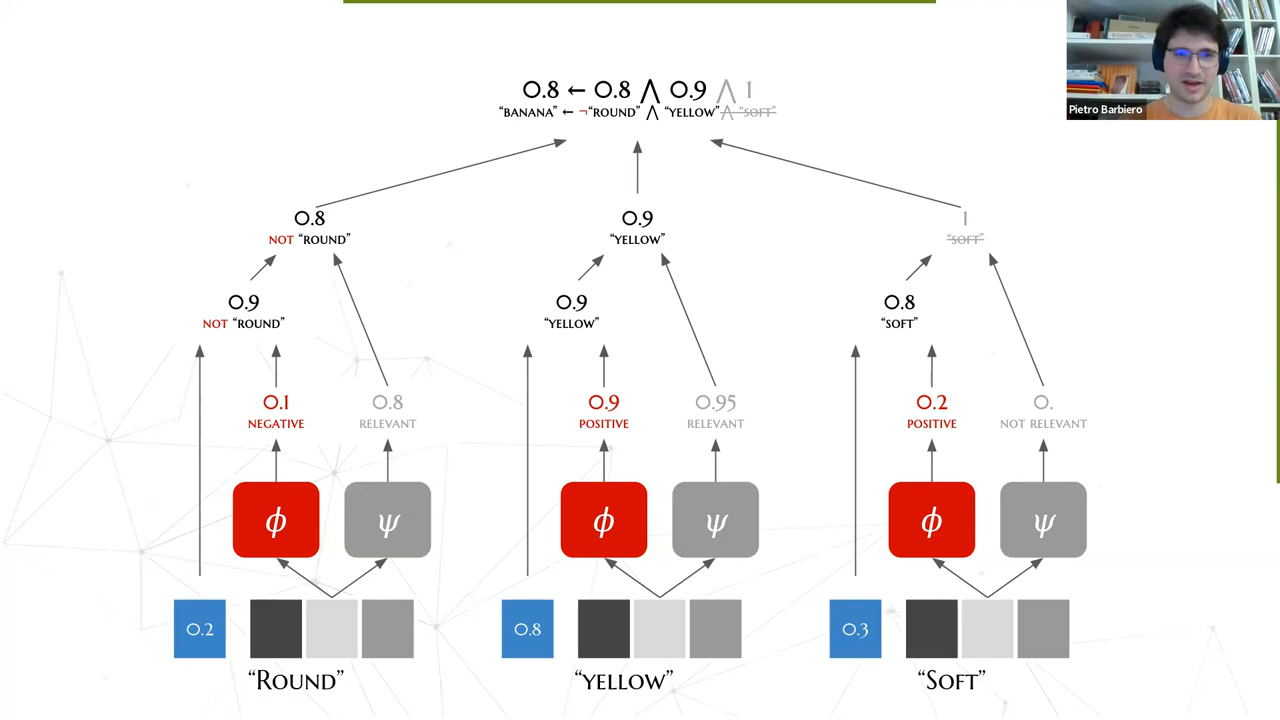 0.8 ← 0.8 ⋀ 0.9 ⋀ 1
“BANANA” ← ¬“ROUND” ⋀ “YELLOW” ⋀ “SOFT”
Pietro Barbiero
0.8 0.9 1
NOT “ROUND” “YELLOW” “SOFT”
0.9 0.9 0.8
NOT “ROUND” “YELLOW” “SOFT”
0.1 0.8 0.9 0.95 0.2 0.
NEGATIVE RELEVANT POSITIVE RELEVANT POSITIVE NOT RELEVANT
ϕ ψ ϕ ψ ϕ ψ
0.2 0.8 0.3
“ROUND” “YELLOW” “SOFT”